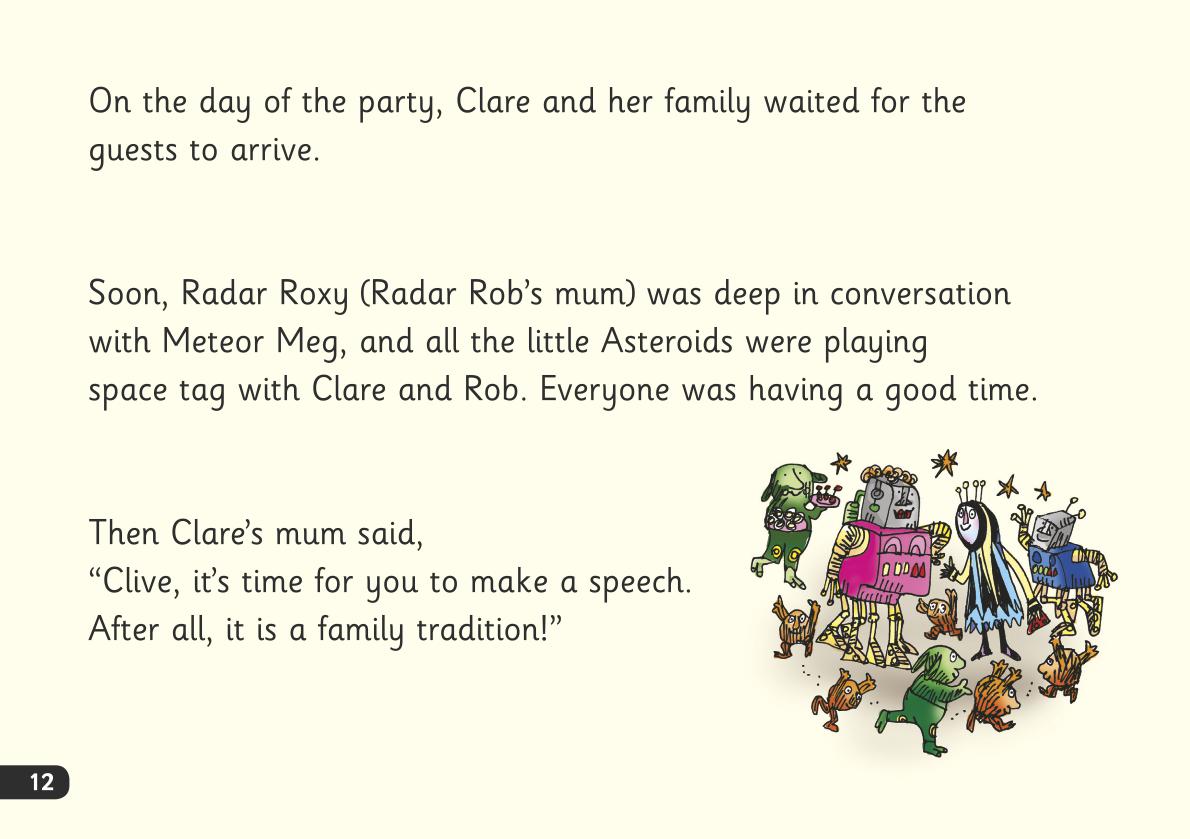 On the day of the party, Clare and her family waited for the
guests to arrive.
Soon, Radar Roxy (Radar Rob’s mum) was deep in conversation
with Meteor Meg, and all the little Asteroids were playing
space tag with Clare and Rob. Everyone was having a good time.
Then Clare’s mum said,
“Clive, it’s time for you to make a speech.
After all, it is a family tradition!”
12